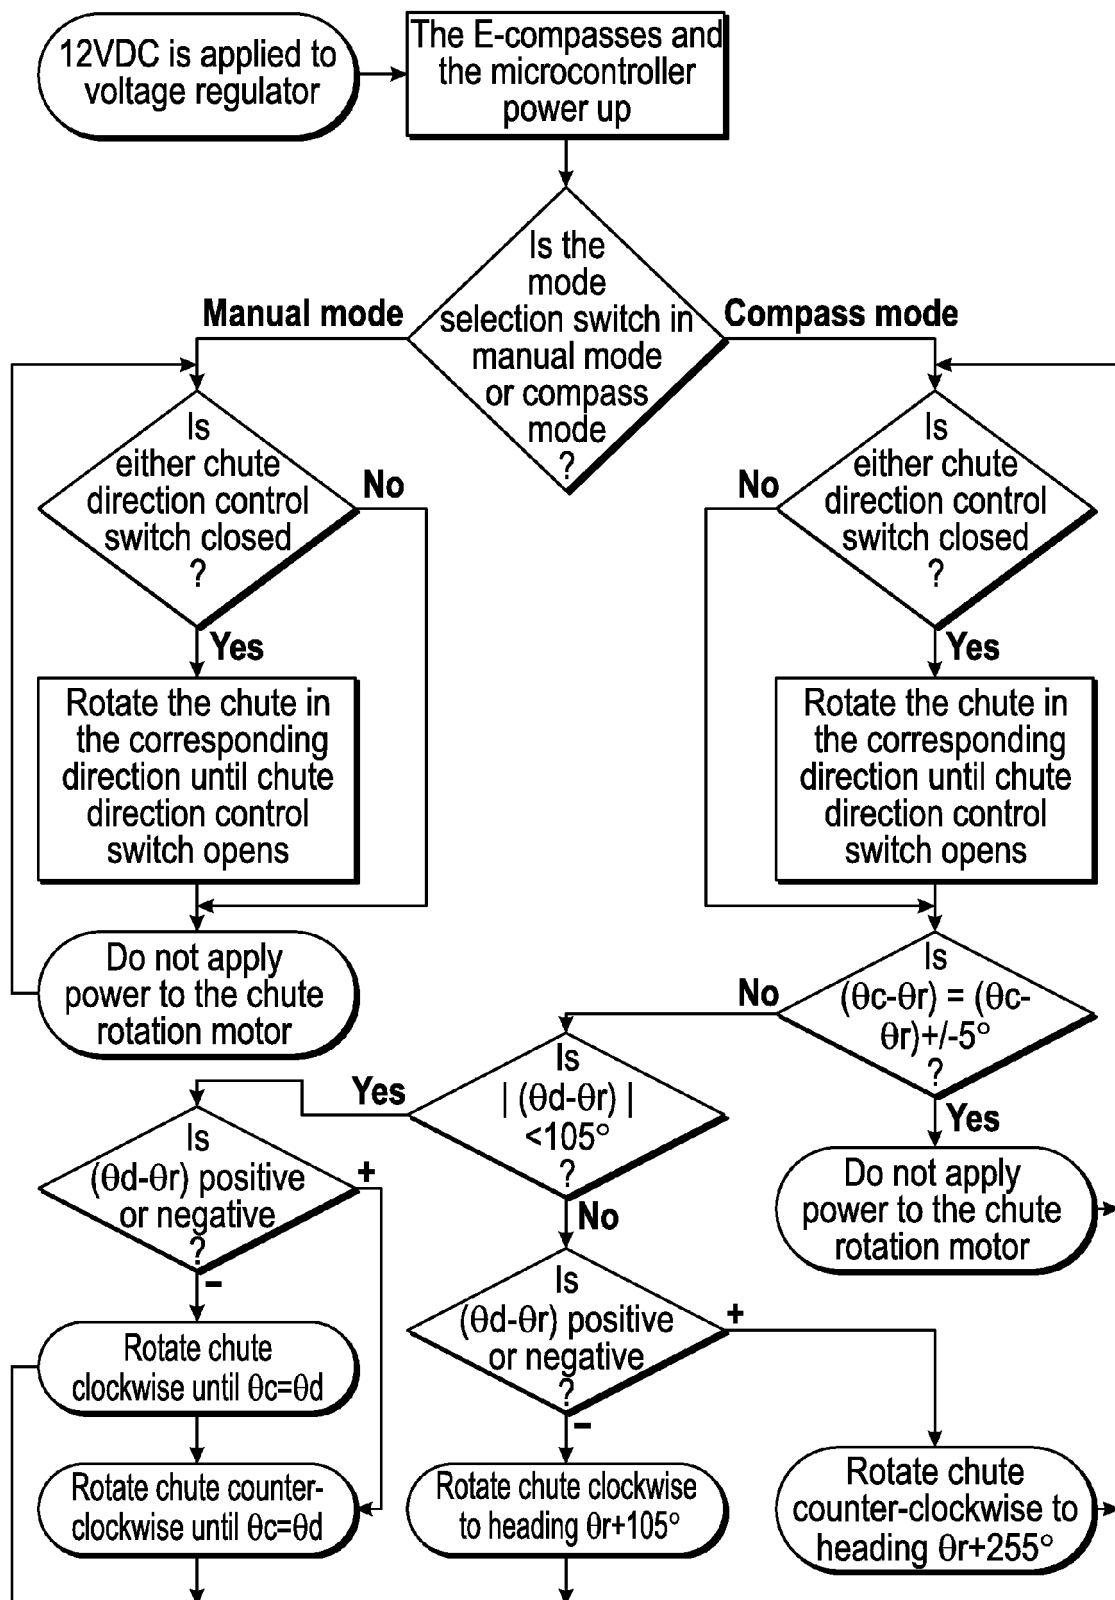 12VDC is applied to
voltage regulator
The E-compasses and
the microcontroller
power up
Is the
mode
selection switch in
manual mode
or compass
mode
?
Manual mode
Compass mode
Is
either chute
direction control
switch closed
?
No
Yes
Rotate the chute in
the corresponding
direction until chute
direction control
switch opens
Do not apply
power to the chute
rotation motor
Is
either chute
direction control
switch closed
?
No
Yes
Rotate the chute in
the corresponding
direction until chute
direction control
switch opens
Is
(θc-θr) = (θc-
θr)+/-5°
?
No
Yes
Do not apply
power to the chute
rotation motor
Is
| (θd-θr) |
<105°
?
Yes
No
Is
(θd-θr) positive
or negative
?
+
−
Rotate chute
clockwise until θc=θd
Rotate chute counter-
clockwise until θc=θd
Is
(θd-θr) positive
or negative
?
+
−
Rotate chute clockwise
to heading θr+105°
Rotate chute
counter-clockwise to
heading θr+255°